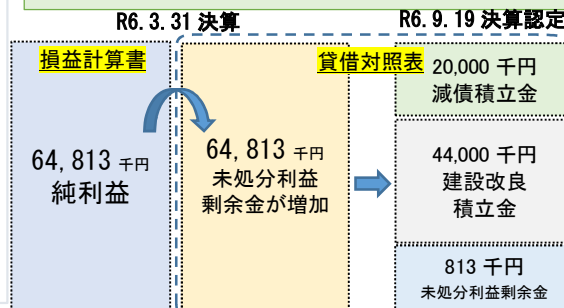 R6.3.31 決算
R6.9.19 決算認定
損益計算書
64,813 千円
純利益
貸借対照表
64,813 千円
未処分利益
剰余金が増加
20,000 千円
減債積立金
44,000 千円
建設改良
積立金
813 千円
未処分利益剰余金